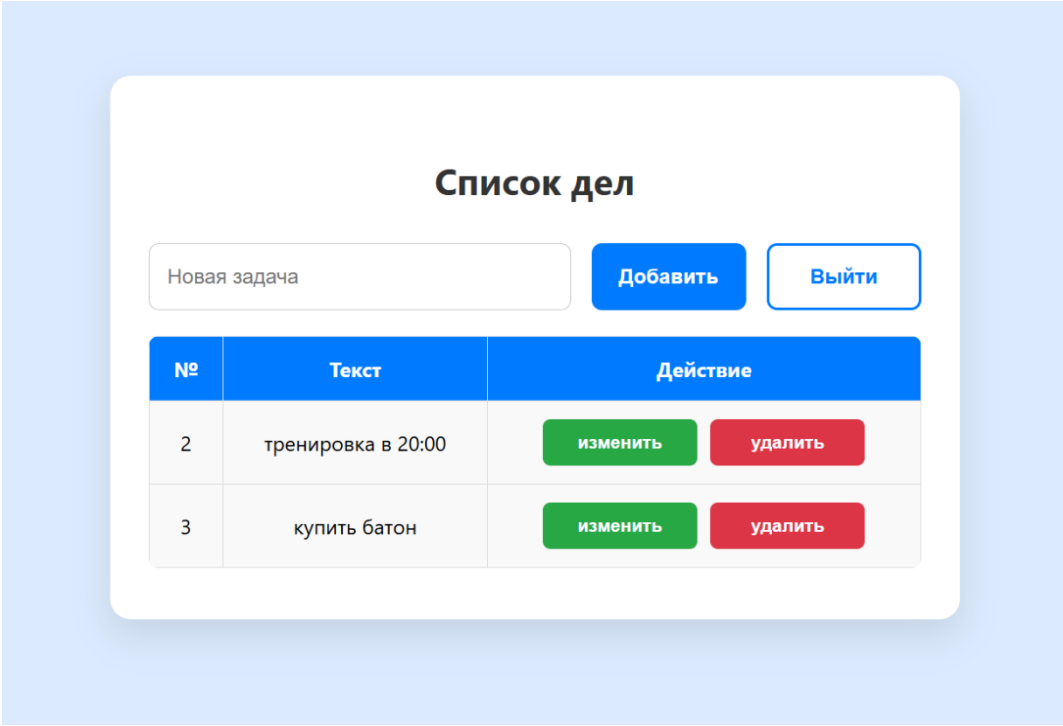 Список дел
Новая задача Добавить Выйти
№ Текст Действие
2 тренировка в 20:00 изменить удалить
3 купить батон изменить удалить